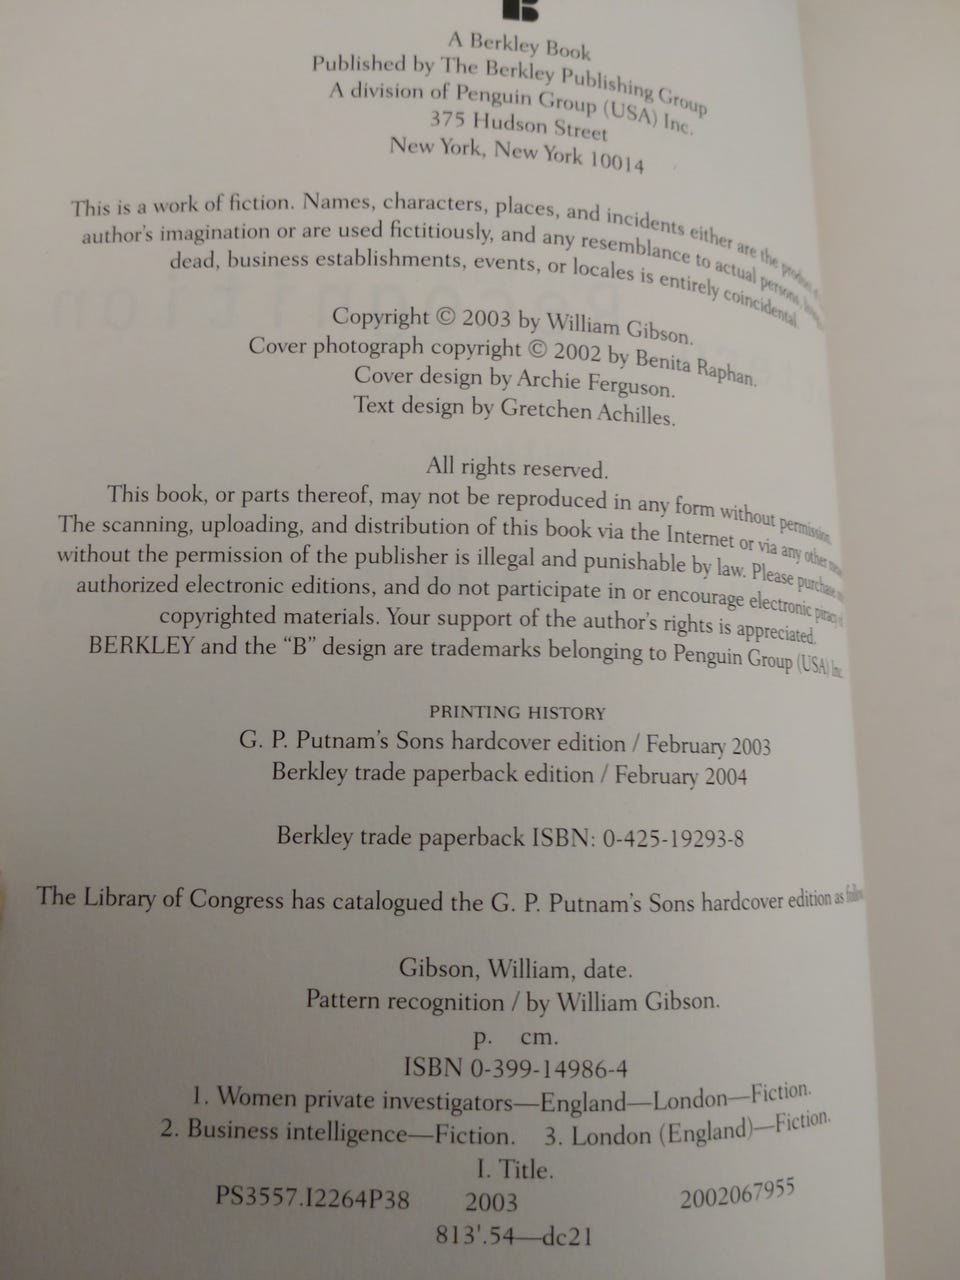 B
A Berkley Book
Published by The Berkley Publishing Group
A division of Penguin Group (USA) Inc.
375 Hudson Street
New York, New York 10014
This is a work of fiction. Names, characters, places, and incidents either are the
author's imagination or are used fictitiously, and any resemblance to actual persons,
dead, business establishments, events, or locales is entirely coincidental.
Copyright © 2003 by William Gibson.
Cover photograph copyright © 2002 by Benita Raphan.
Cover design by Archie Ferguson.
Text design by Gretchen Achilles.
All rights reserved.
This book, or parts thereof, may not be reproduced in any form without permission.
The scanning, uploading, and distribution of this book via the Internet or via any other
without the permission of the publisher is illegal and punishable by law. Please purchase
authorized electronic editions, and do not participate in or encourage electronic piracy
copyrighted materials. Your support of the author's rights is appreciated.
BERKLEY and the “B” design are trademarks belonging to Penguin Group (USA) Inc.
PRINTING HISTORY
G. P. Putnam's Sons hardcover edition / February 2003
Berkley trade paperback edition / February 2004
Berkley trade paperback ISBN: 0-425-19293-8
The Library of Congress has catalogued the G. P. Putnam's Sons hardcover edition as
Gibson, William, date.
Pattern recognition / by William Gibson.
p. cm.
ISBN 0-399-14986-4
1. Women private investigators—England—London—Fiction.
2. Business intelligence—Fiction. 3. London (England)—Fiction.
I. Title.
PS3557.I2264P38 2003 2002067955
813'.54—dc21